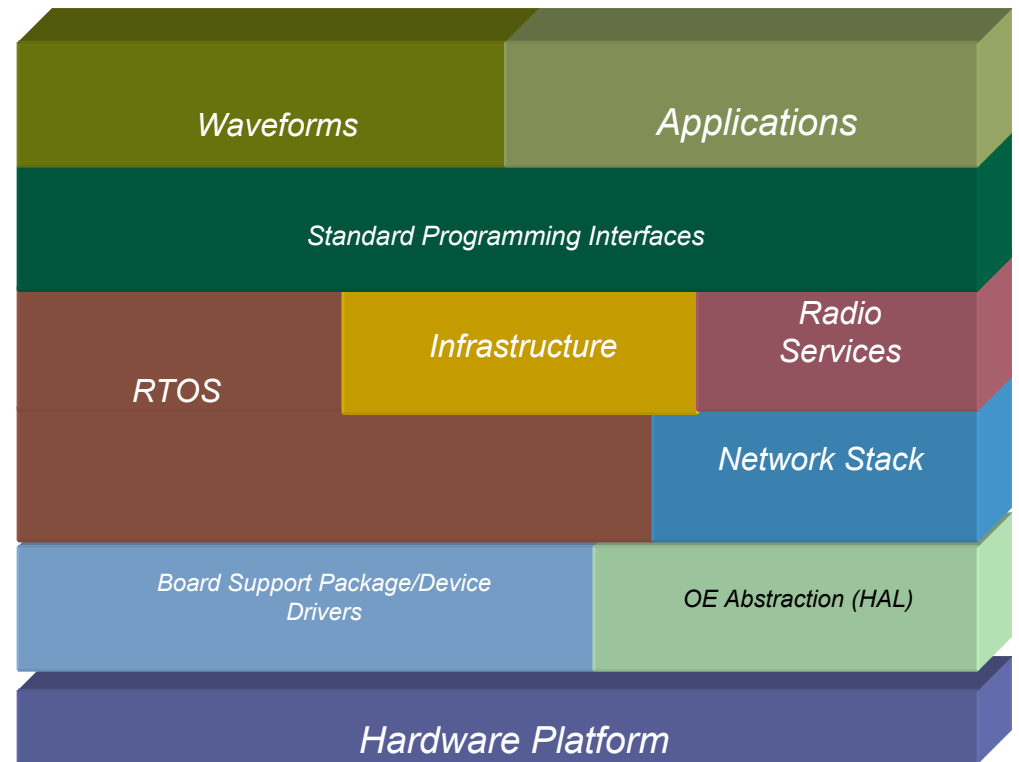 Waveforms
Applications
Standard Programming Interfaces
RTOS
Infrastructure
Radio
Services
Network Stack
Board Support Package/Device
Drivers
OE Abstraction (HAL)
Hardware Platform